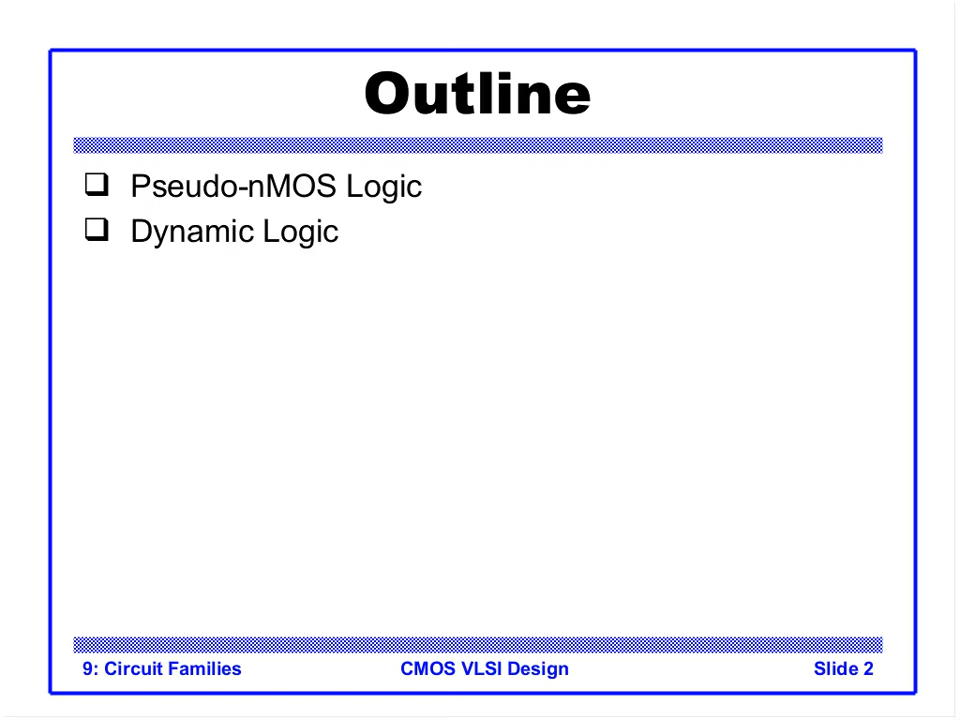 Outline
Pseudo-nMOS Logic
Dynamic Logic
9: Circuit Families CMOS VLSI Design Slide 2